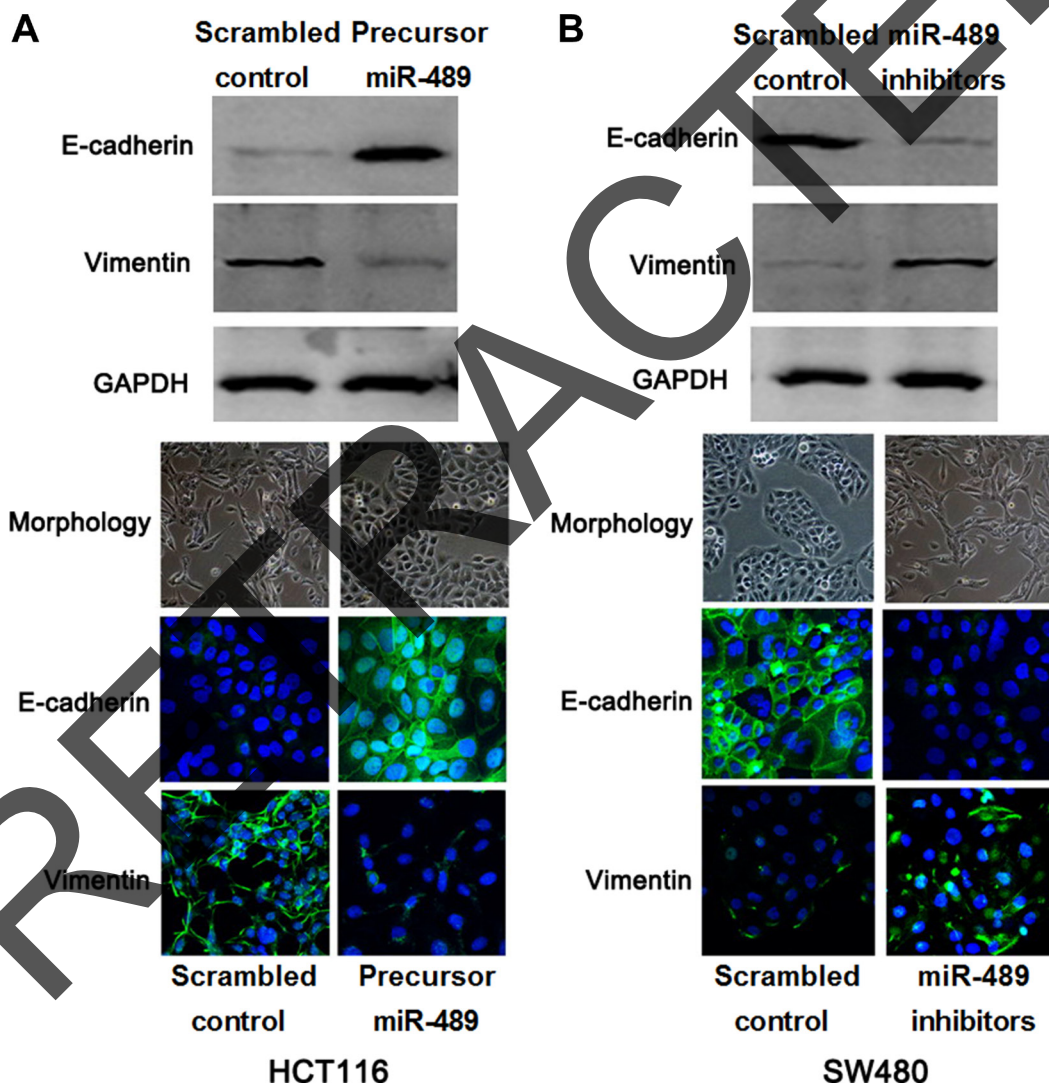 A
Scrambled Precursor
control miR-489
E-cadherin
Vimentin
GAPDH
Morphology
E-cadherin
Vimentin
Scrambled Precursor
control miR-489
HCT116
B
Scrambled miR-489
control inhibitors
E-cadherin
Vimentin
GAPDH
Morphology
E-cadherin
Vimentin
Scrambled miR-489
control inhibitors
SW480
RETRACTE